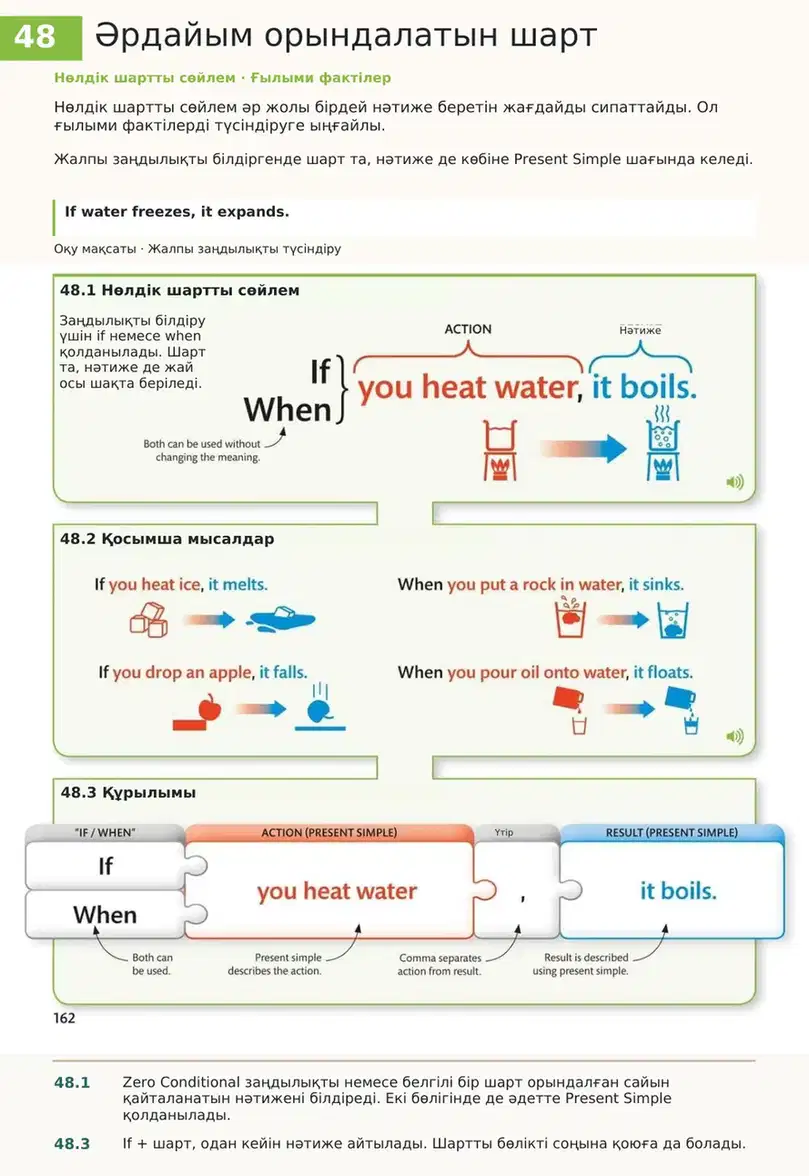 48 Әрдайым орындалатын шарт
Нөлдік шартты сөйлем · Ғылыми фактілер
Нөлдік шартты сөйлем әр жолы бірдей нәтиже беретін жағдайды сипаттайды. Ол
ғылыми фактілерді түсіндіруге ыңғайлы.
Жалпы заңдылықты білдіргенде шарт та, нәтиже де көбіне Present Simple шағында келеді.
If water freezes, it expands.
Оқу мақсаты · Жалпы заңдылықты түсіндіру
48.1 Нөлдік шартты сөйлем
Заңдылықты білдіру
үшін if немесе when
қолданылады. Шарт
та, нәтиже де жай
осы шақта беріледі.
ACTION
Нәтиже
If
When
you heat water, it boils.
Both can be used without
changing the meaning.
48.2 Қосымша мысалдар
If you heat ice, it melts.
When you put a rock in water, it sinks.
If you drop an apple, it falls.
When you pour oil onto water, it floats.
48.3 Құрылымы
"IF / WHEN"
ACTION (PRESENT SIMPLE)
Үтір
RESULT (PRESENT SIMPLE)
If
When
you heat water
,
it boils.
Both can
be used.
Present simple
describes the action.
Comma separates
action from result.
Result is described
using present simple.
162
48.1 Zero Conditional заңдылықты немесе белгілі бір шарт орындалған сайын
қайталанатын нәтижені білдіреді. Екі бөлігінде де әдетте Present Simple
қолданылады.
48.3 If + шарт, одан кейін нәтиже айтылады. Шартты бөлікті соңына қоюға да болады.